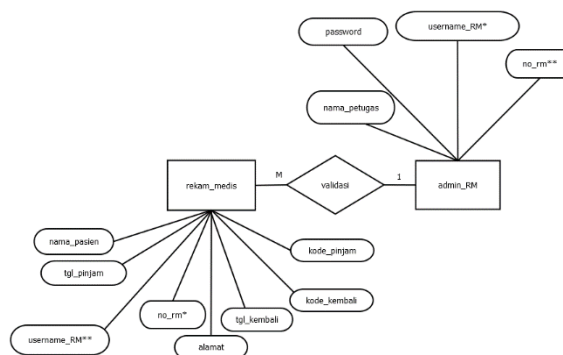 username_RM*
password
no_rm**
nama_petugas
rekam_medis
M
validasi
1
admin_RM
nama_pasien
kode_pinjam
tgl_pinjam
kode_kembali
no_rm*
tgl_kembali
username_RM**
alamat